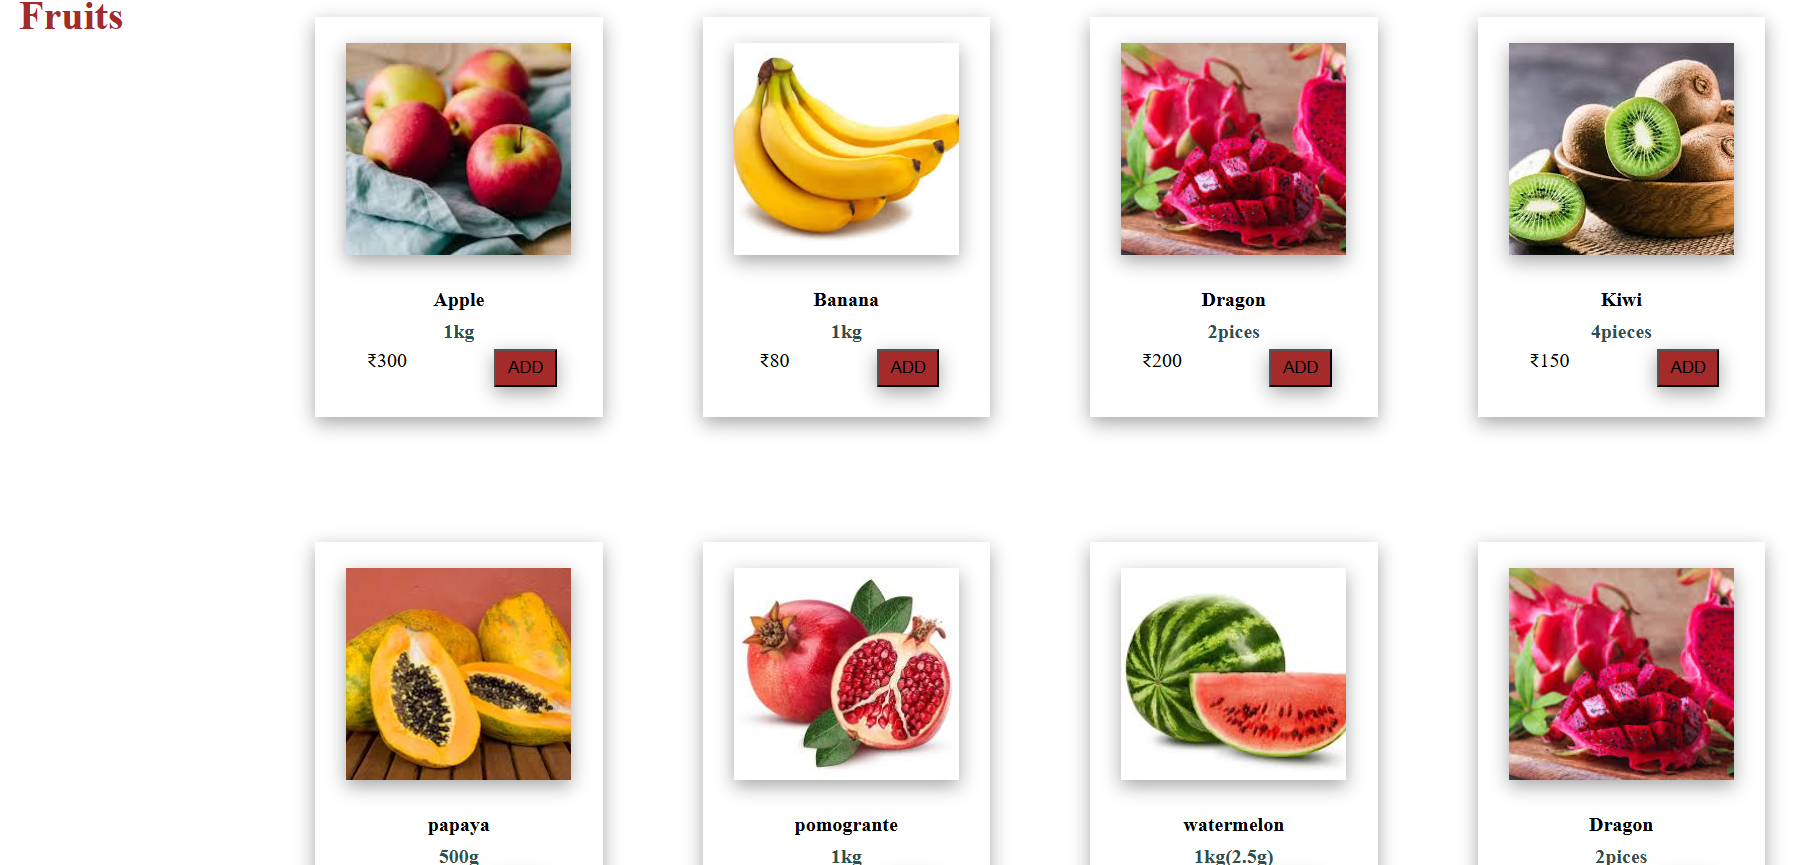 Fruits
Apple
1kg
₹300 ADD
Banana
1kg
₹80 ADD
Dragon
2pices
₹200 ADD
Kiwi
4pieces
₹150 ADD
papaya
500g
pomogrante
1kg
watermelon
1kg(2.5g)
Dragon
2pices